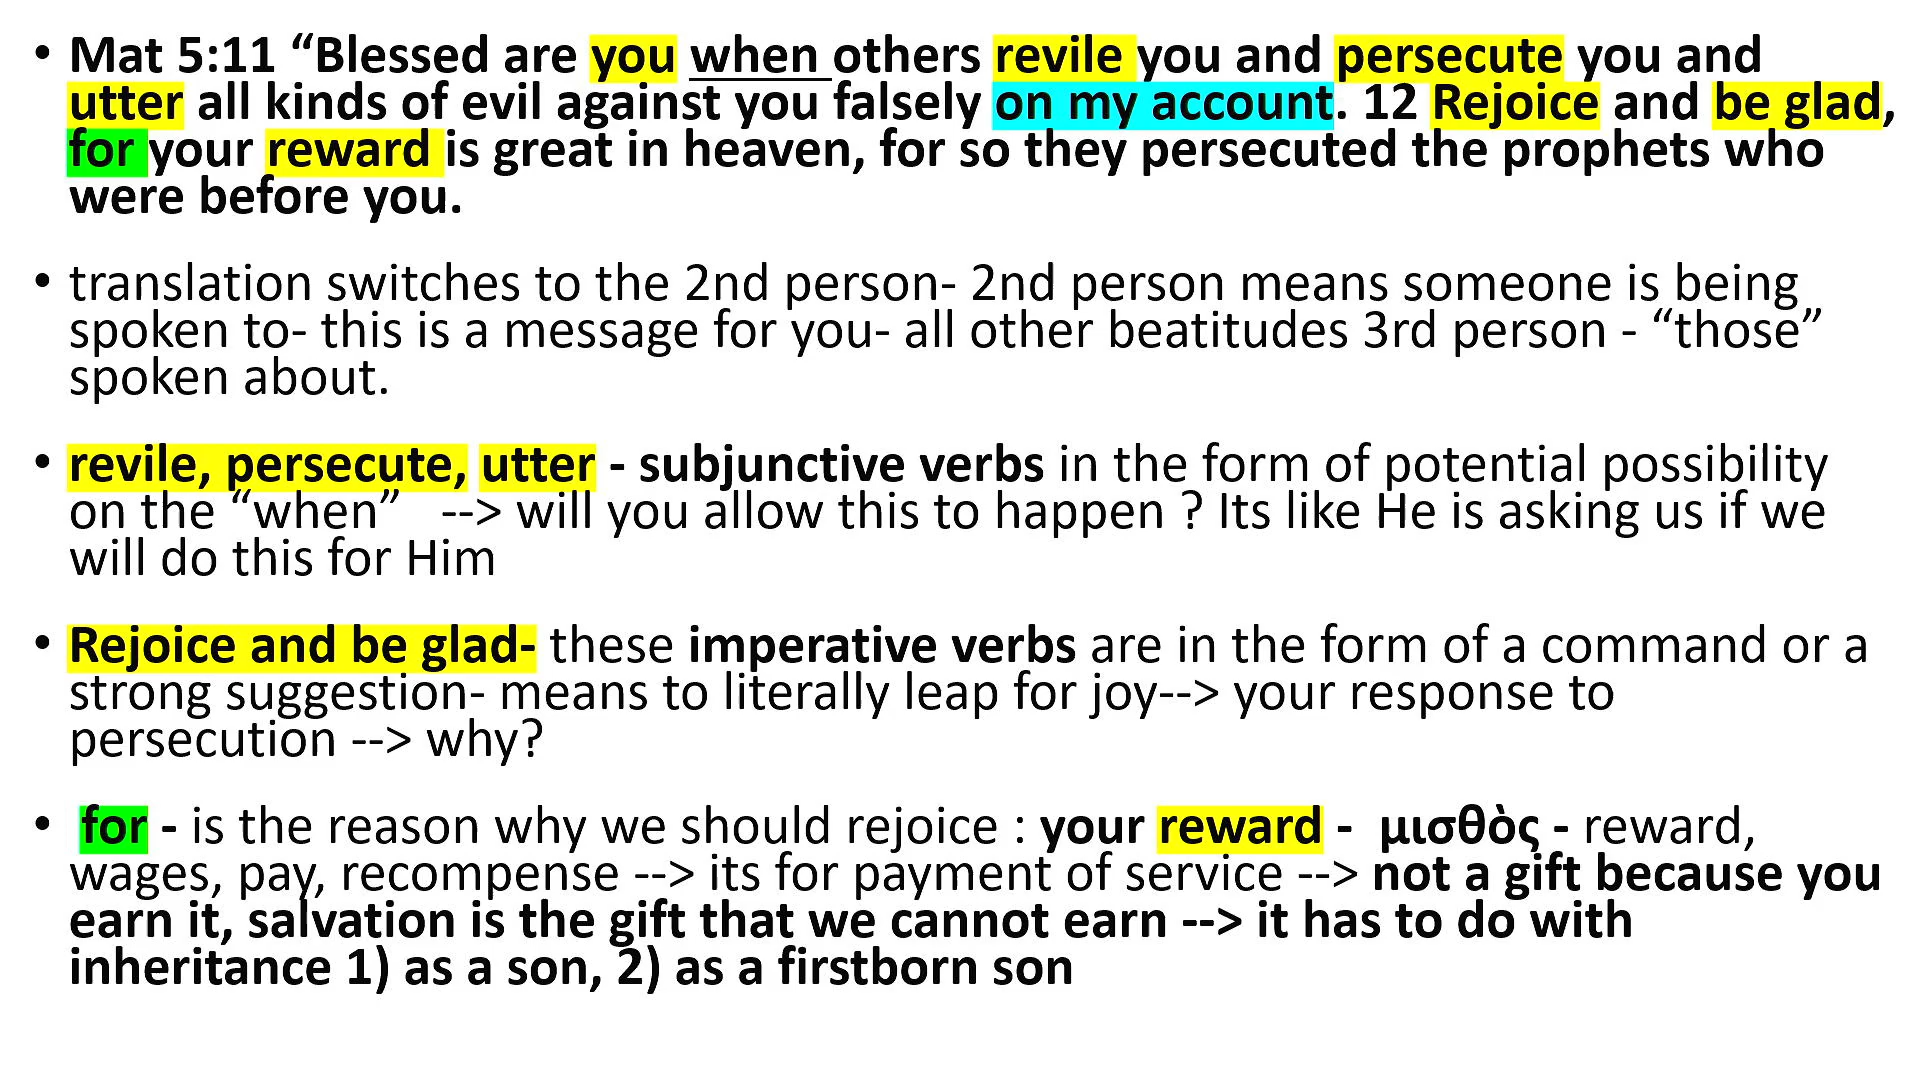 • Mat 5:11 “Blessed are you when others revile you and persecute you and
utter all kinds of evil against you falsely on my account. 12 Rejoice and be glad,
for your reward is great in heaven, for so they persecuted the prophets who
were before you.
• translation switches to the 2nd person- 2nd person means someone is being
spoken to- this is a message for you- all other beatitudes 3rd person - “those”
spoken about.
• revile, persecute, utter - subjunctive verbs in the form of potential possibility
on the “when” --> will you allow this to happen ? Its like He is asking us if we
will do this for Him
• Rejoice and be glad- these imperative verbs are in the form of a command or a
strong suggestion- means to literally leap for joy--> your response to
persecution --> why?
• for - is the reason why we should rejoice : your reward - μισθὸς - reward,
wages, pay, recompense --> its for payment of service --> not a gift because you
earn it, salvation is the gift that we cannot earn --> it has to do with
inheritance 1) as a son, 2) as a firstborn son